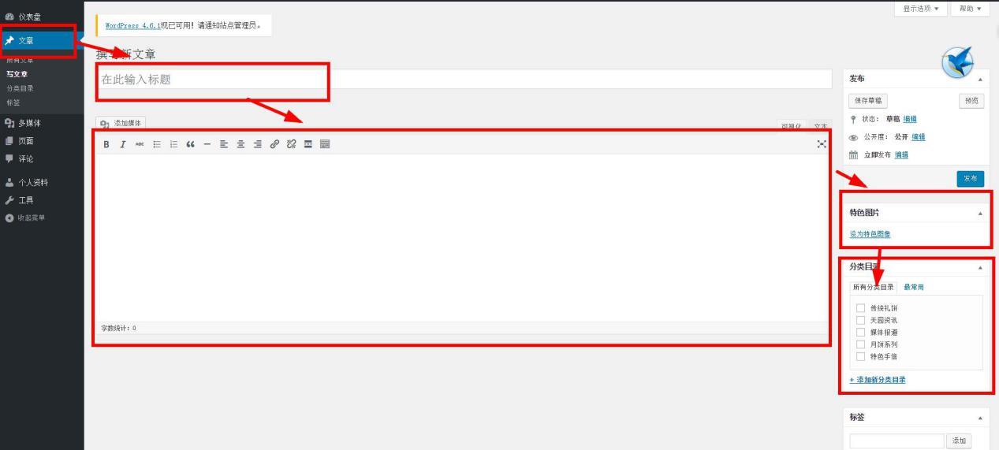 显示选项 帮助
仪表盘
WordPress 4.6.1现已可用！请通知站点管理员。
文章
撰写新文章
所有文章
写文章
分类目录
标签
多媒体
页面
评论
个人资料
工具
收起菜单
在此输入标题
添加媒体
可视化 文本
B I ABC
字数统计：0
发布
保存草稿 预览
状态：草稿 编辑
公开度：公开 编辑
立即发布 编辑
发布
特色图片
设为特色图像
分类目录
所有分类目录 最常用
传统礼饼
天园资讯
媒体报道
月饼系列
特色手信
+ 添加新分类目录
标签
添加